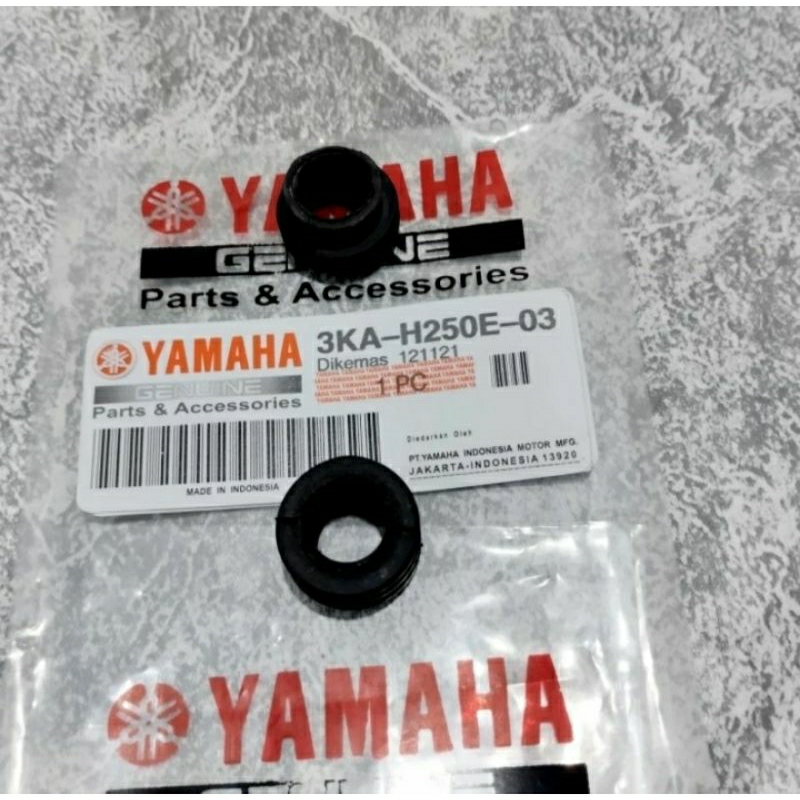 YAMAHA
GENUINE
Parts & Accessories
YAMAHA
GENUINE
Parts & Accessories
3KA-H250E-03
Dikemas 121121
1 PC
MADE IN INDONESIA
Diedarkan Oleh
PT.YAMAHA INDONESIA MOTOR MFG.
JAKARTA-INDONESIA 13920
YAMAHA